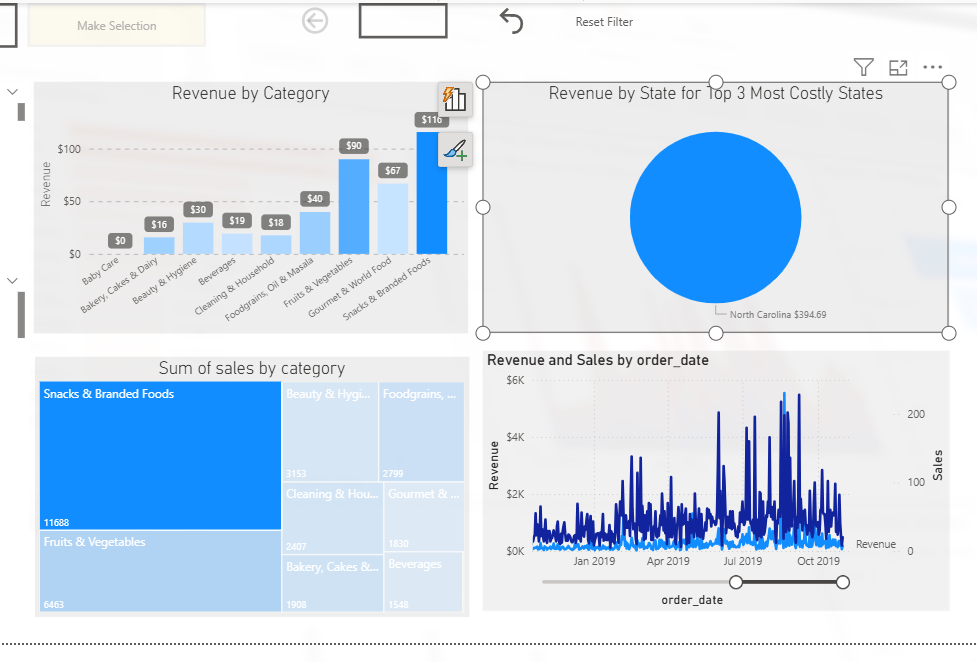 Make Selection
Reset Filter
Revenue by Category
Revenue
$100
$50
$0
$0
$16
$30
$19
$18
$40
$90
$67
$116
Baby Care
Bakery, Cakes & Dairy
Beauty & Hygiene
Beverages
Cleaning & Household
Foodgrains, Oil & Masala
Fruits & Vegetables
Gourmet & World Food
Snacks & Branded Foods
Revenue by State for Top 3 Most Costly States
North Carolina $394.69
Sum of sales by category
Snacks & Branded Foods
11688
Fruits & Vegetables
6463
Beauty & Hygi...
3153
Foodgrains, ...
2799
Cleaning & Hou...
2407
Gourmet & ...
1830
Bakery, Cakes &...
1908
Beverages
1548
Revenue and Sales by order_date
Revenue
$6K
$4K
$2K
$0K
200
100
0
Sales
Revenue
Jan 2019
Apr 2019
Jul 2019
Oct 2019
order_date